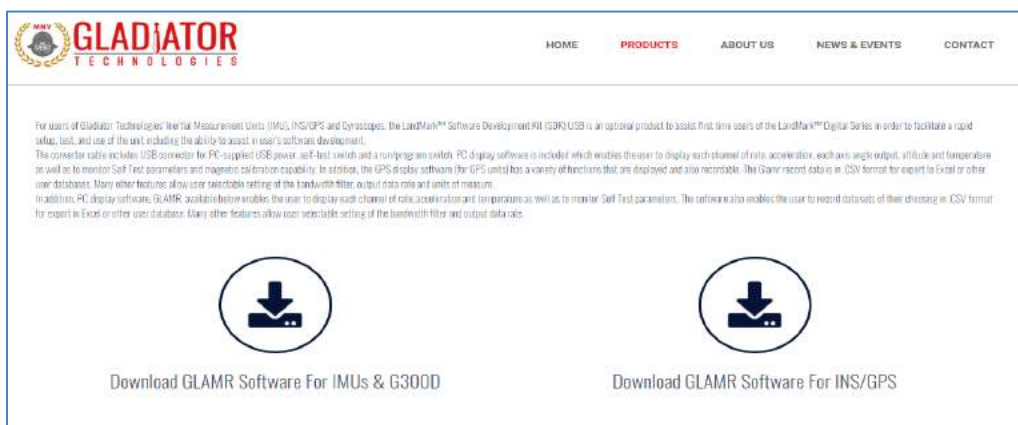 MMV
GLADIATOR
TECHNOLOGIES
HOME PRODUCTS ABOUT US NEWS & EVENTS CONTACT
For users of Gladiator Technologies' Inertial Measurement Units (IMU), INS/GPS and Gyroscopes, the LandMark™ Software Development Kit (SDK) USB is an optional product to assist first time users of the LandMark™ Digital Series in order to facilitate a rapid
setup, test, and use of the unit including the ability to assist in user's software development.
The converter cable includes USB connector for PC-supplied USB power, self-test switch and a run/program switch. PC display software is included which enables the user to display each channel of rate, acceleration, each axis angle output, altitude and temperature
as well as to monitor Self Test parameters and magnetic calibration capability. In addition, the GPS display software (for GPS units) has a variety of functions that are displayed and also recordable. The Glamr record data is in .CSV format for export to Excel or other
user databases. Many other features allow user selectable setting of the bandwidth filter, output data rate and units of measure.
In addition, PC display software, GLAMR, available below enables the user to display each channel of rate, acceleration and temperature as well as to monitor Self Test parameters. The software also enables the user to record data sets of their choosing in .CSV format
for export in Excel or other user database. Many other features allow user selectable setting of the bandwidth filter and output data rate.
Download GLAMR Software For IMUs & G300D
Download GLAMR Software For INS/GPS